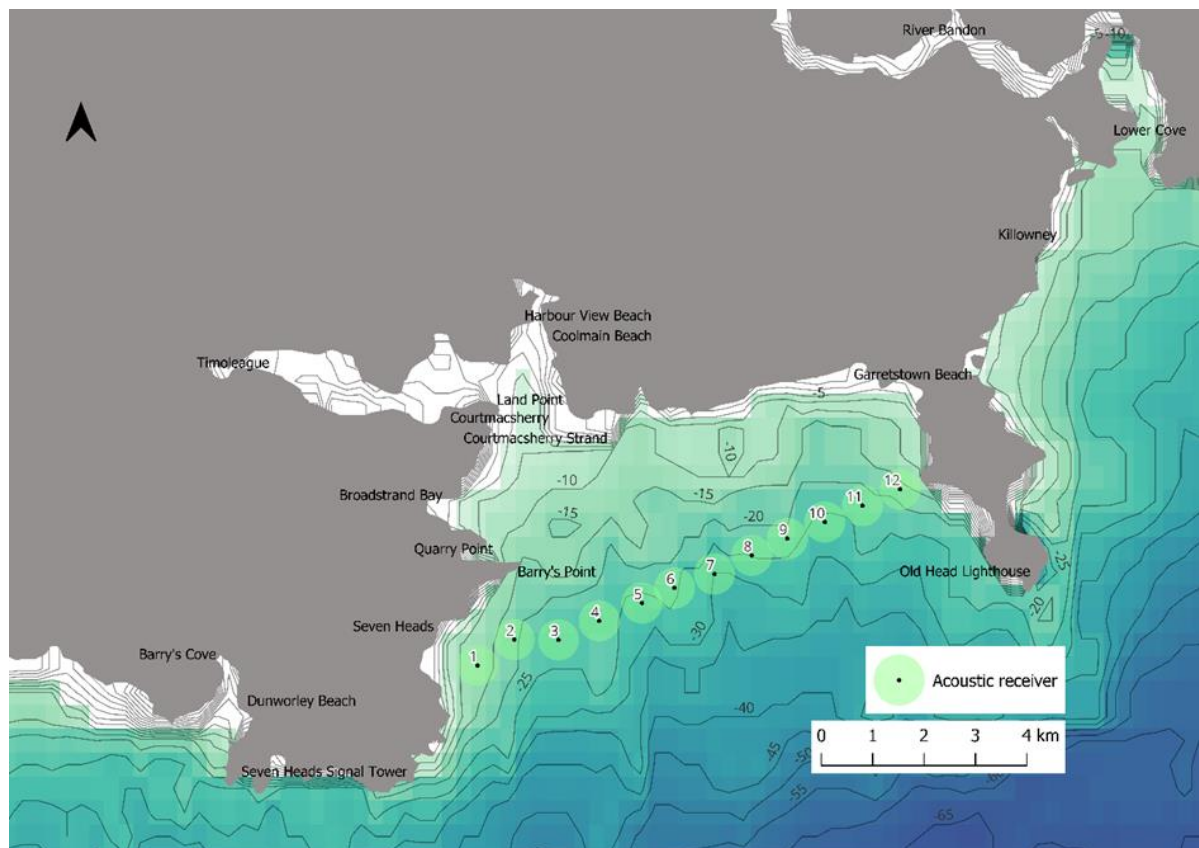 River Bandon
-5
-10
Lower Cove
Killowney
Harbour View Beach
Coolmain Beach
Timoleague
Garretstown Beach
Land Point
-5
Courtmacsherry
Courtmacsherry Strand
-10
-10
Broadstrand Bay
-15
-15
-20
12
11
10
9
Quarry Point
8
-25
Barry's Point
7
Old Head Lighthouse
6
5
-20
4
Seven Heads
2
3
-30
Barry's Cove
1
-25
Acoustic receiver
Dunworley Beach
-40
0 1 2 3 4 km
-45
-50
Seven Heads Signal Tower
-60
-55
-65